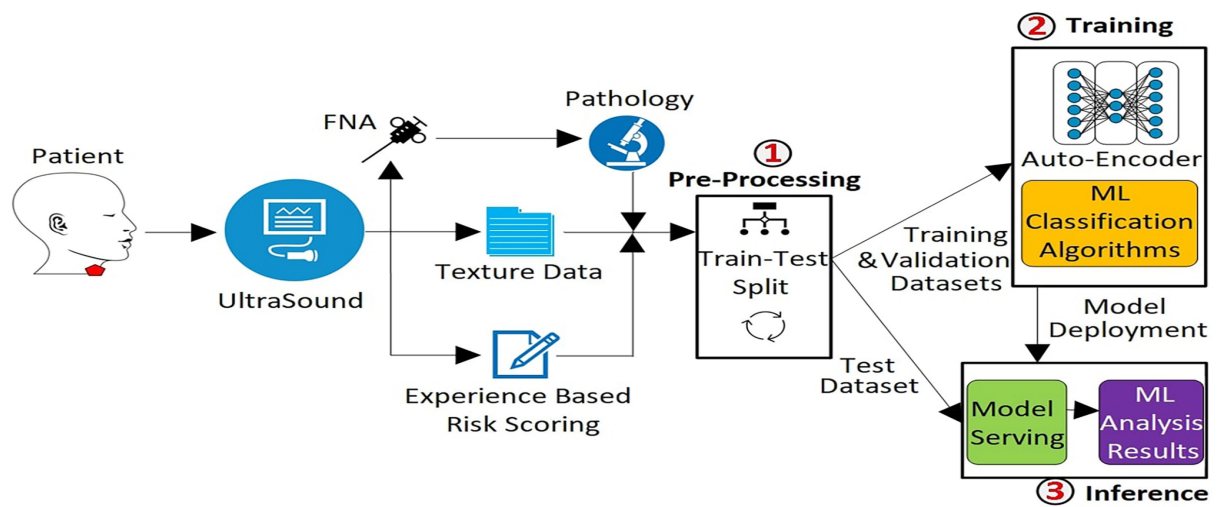 Patient
UltraSound
FNA
Pathology
Texture Data
Experience Based
Risk Scoring
1
Pre-Processing
Train-Test
Split
Training
& Validation
Datasets
Test
Dataset
2 Training
Auto-Encoder
ML
Classification
Algorithms
Model
Deployment
Model
Serving
ML
Analysis
Results
3 Inference